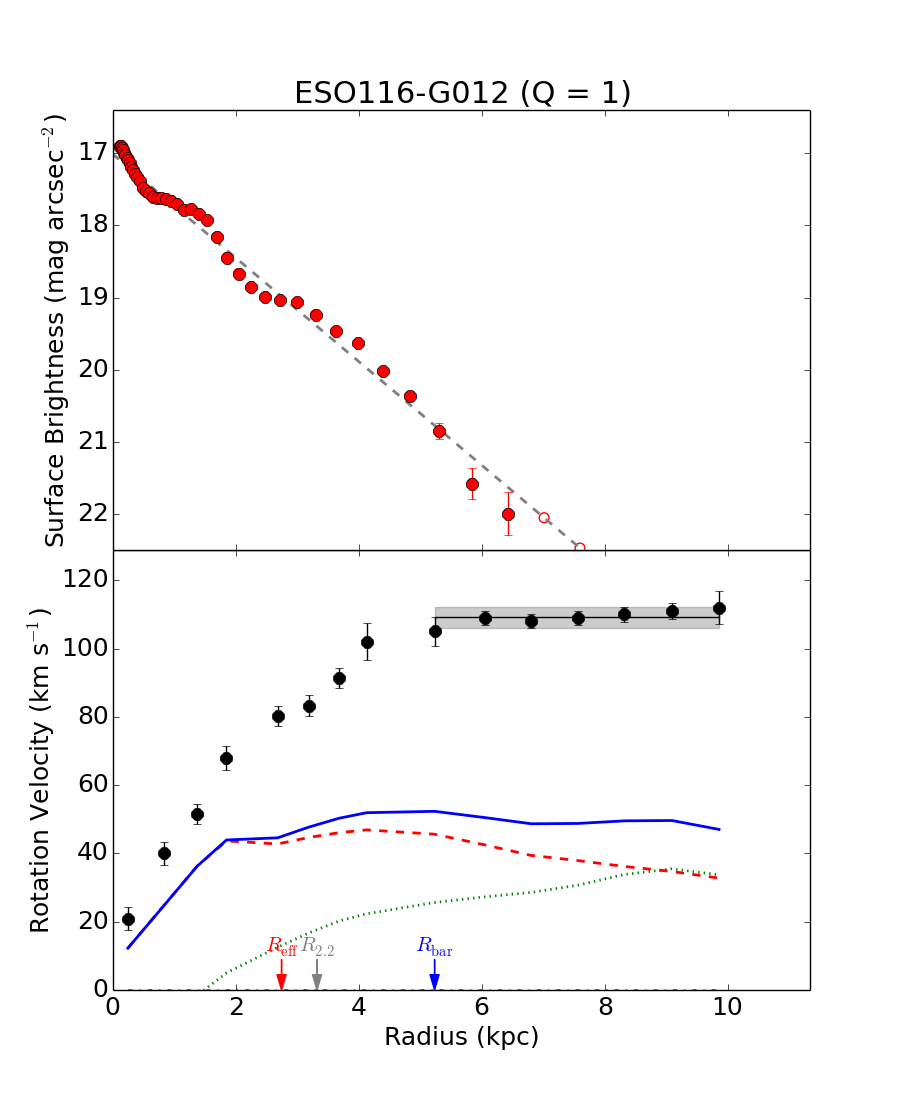 ESO116-G012 (Q = 1)
Surface Brightness (mag arcsec⁻²)
17
18
19
20
21
22
Rotation Velocity (km s⁻¹)
120
100
80
60
40
20
0
R_eff
R_2.2
R_bar
0 2 4 6 8 10
Radius (kpc)